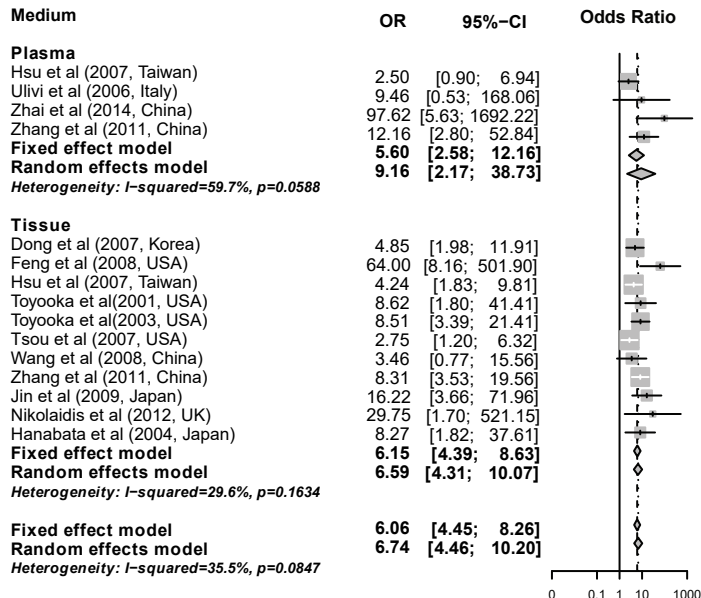 Medium OR 95%−CI Odds Ratio
Plasma
Hsu et al (2007, Taiwan) 2.50 [0.90; 6.94]
Ulivi et al (2006, Italy) 9.46 [0.53; 168.06]
Zhai et al (2014, China) 97.62 [5.63; 1692.22]
Zhang et al (2011, China) 12.16 [2.80; 52.84]
Fixed effect model 5.60 [2.58; 12.16]
Random effects model 9.16 [2.17; 38.73]
Heterogeneity: I−squared=59.7%, p=0.0588
Tissue
Dong et al (2007, Korea) 4.85 [1.98; 11.91]
Feng et al (2008, USA) 64.00 [8.16; 501.90]
Hsu et al (2007, Taiwan) 4.24 [1.83; 9.81]
Toyooka et al(2001, USA) 8.62 [1.80; 41.41]
Toyooka et al(2003, USA) 8.51 [3.39; 21.41]
Tsou et al (2007, USA) 2.75 [1.20; 6.32]
Wang et al (2008, China) 3.46 [0.77; 15.56]
Zhang et al (2011, China) 8.31 [3.53; 19.56]
Jin et al (2009, Japan) 16.22 [3.66; 71.96]
Nikolaidis et al (2012, UK) 29.75 [1.70; 521.15]
Hanabata et al (2004, Japan) 8.27 [1.82; 37.61]
Fixed effect model 6.15 [4.39; 8.63]
Random effects model 6.59 [4.31; 10.07]
Heterogeneity: I−squared=29.6%, p=0.1634
Fixed effect model 6.06 [4.45; 8.26]
Random effects model 6.74 [4.46; 10.20]
Heterogeneity: I−squared=35.5%, p=0.0847
0 0.1 1 10 1000